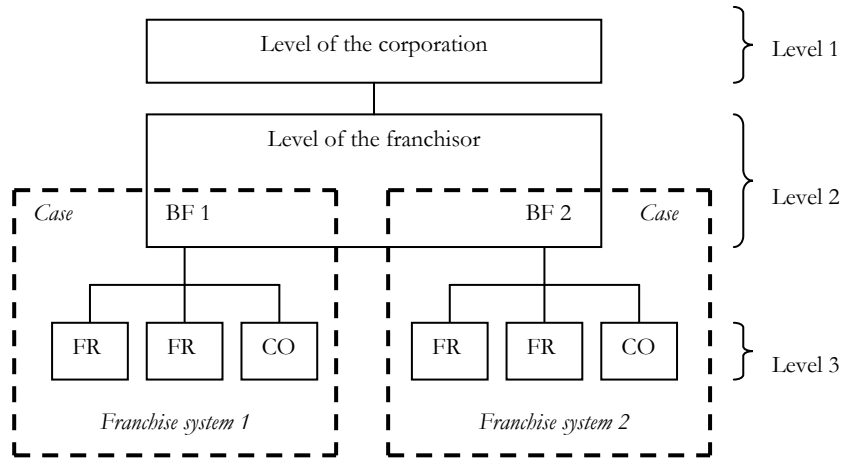 Level of the corporation
Level 1
Level of the franchisor
Level 2
Case
BF 1
BF 2
Case
FR
FR
CO
FR
FR
CO
Level 3
Franchise system 1
Franchise system 2